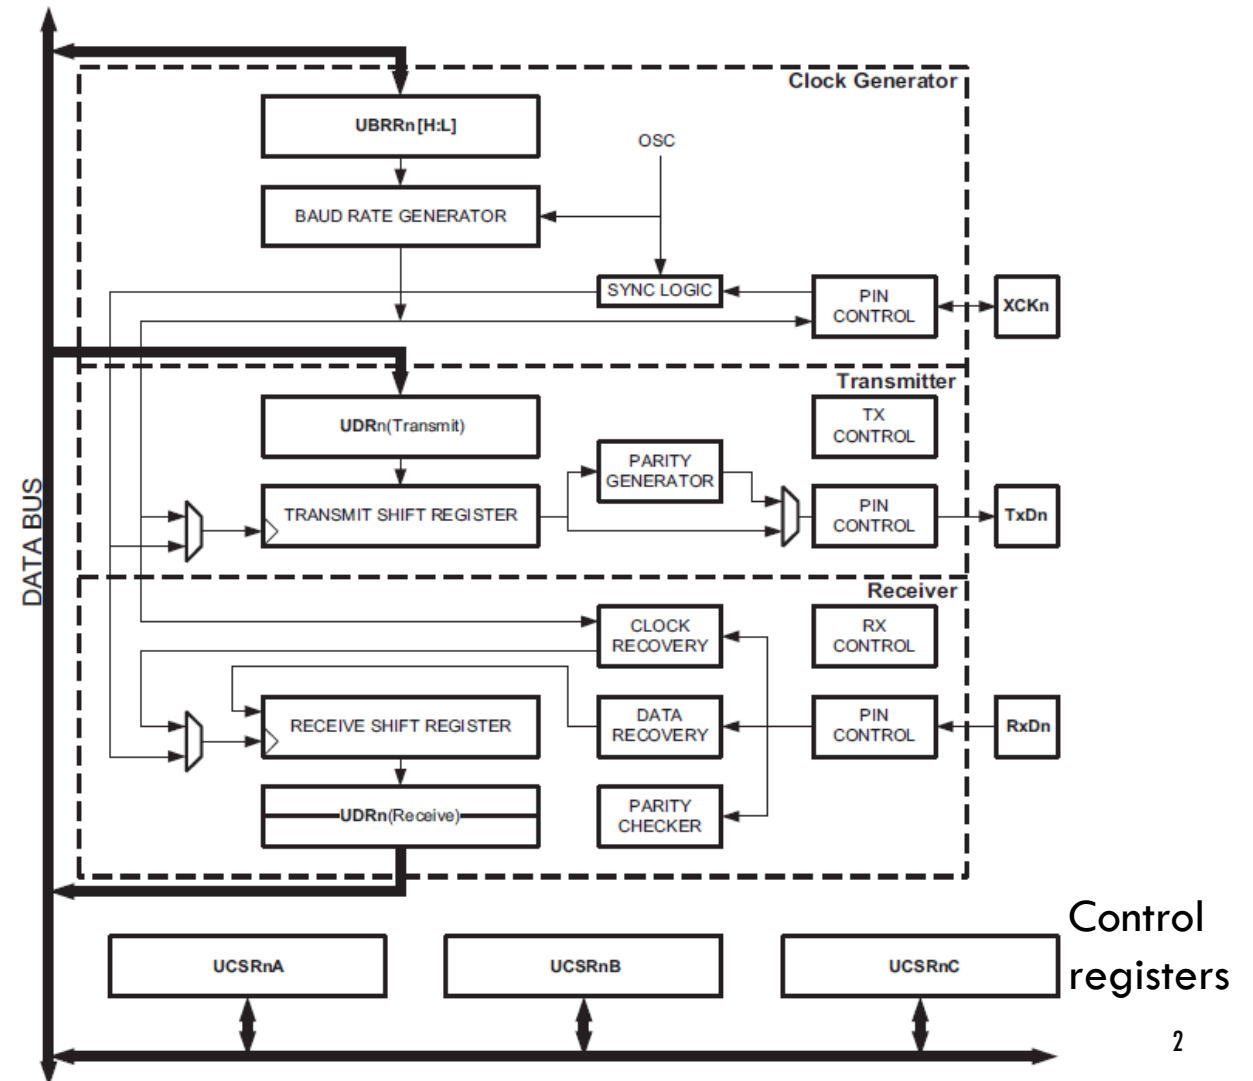 Clock Generator
UBRRn[H:L]
OSC
BAUD RATE GENERATOR
SYNC LOGIC
PIN
CONTROL
XCKn
Transmitter
UDRn(Transmit)
TX
CONTROL
PARITY
GENERATOR
TRANSMIT SHIFT REGISTER
PIN
CONTROL
TxDn
DATA BUS
Receiver
CLOCK
RECOVERY
RX
CONTROL
RECEIVE SHIFT REGISTER
DATA
RECOVERY
PIN
CONTROL
RxDn
UDRn(Receive)
PARITY
CHECKER
Control
registers
UCSRnA
UCSRnB
UCSRnC
2